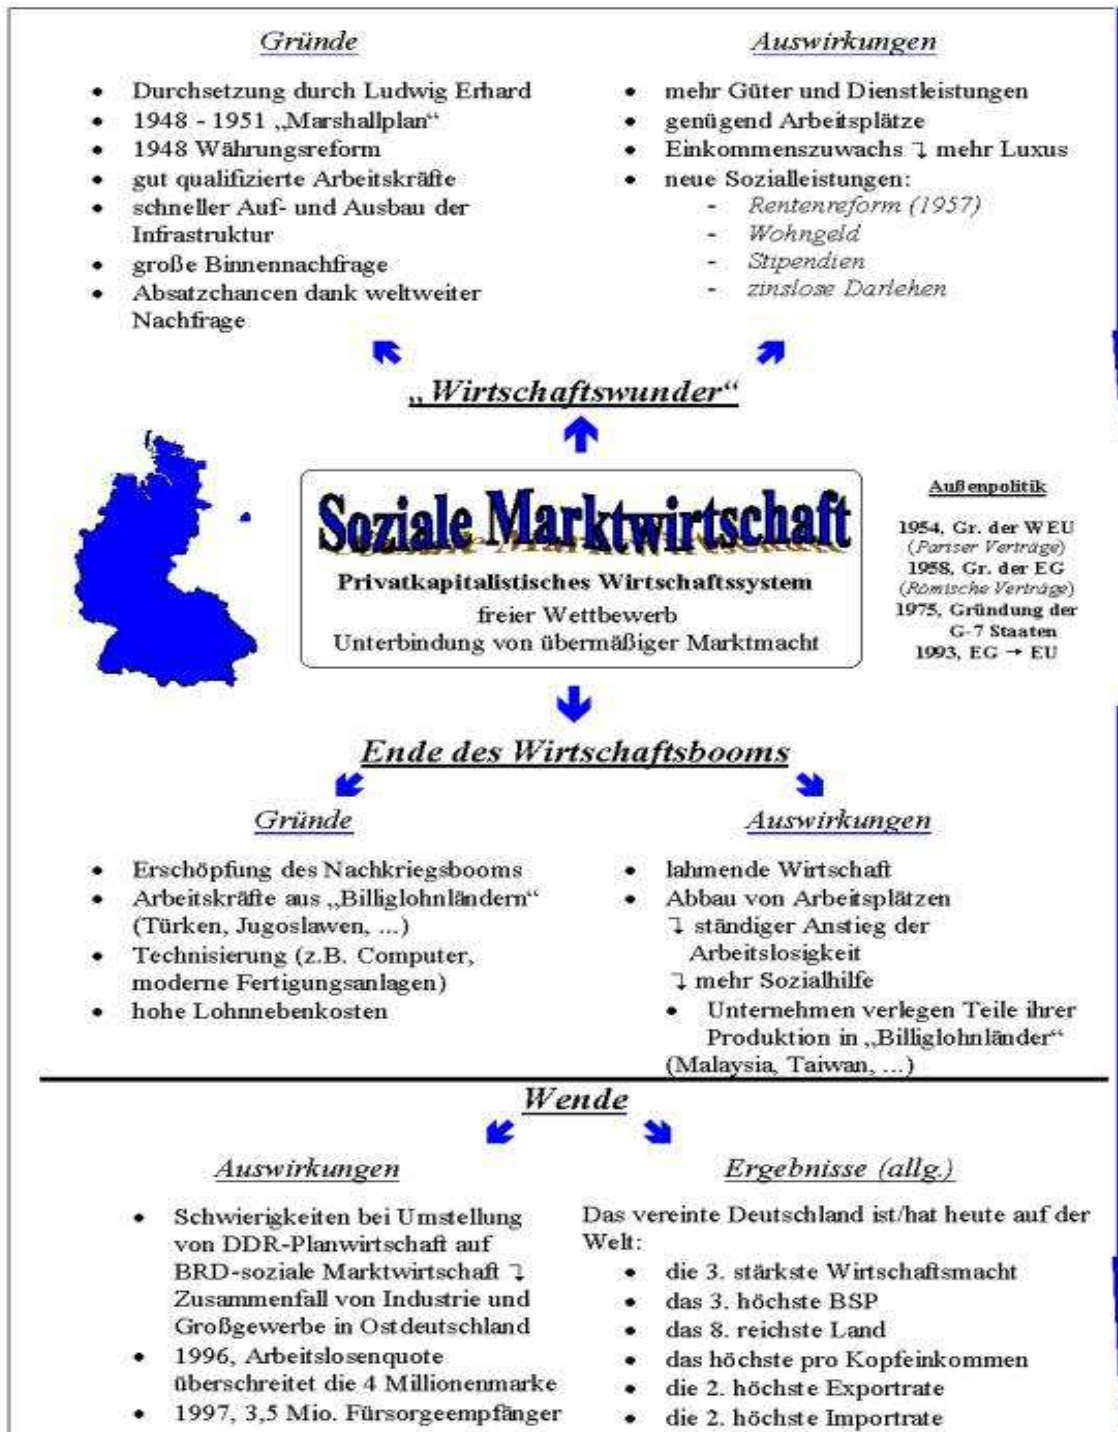 Gründe
• Durchsetzung durch Ludwig Erhard
• 1948 - 1951 „Marshallplan“
• 1948 Währungsreform
• gut qualifizierte Arbeitskräfte
• schneller Auf- und Ausbau der
Infrastruktur
• große Binnennachfrage
• Absatzchancen dank weltweiter
Nachfrage
Auswirkungen
• mehr Güter und Dienstleistungen
• genügend Arbeitsplätze
• Einkommenszuwachs ↴ mehr Luxus
• neue Sozialleistungen:
- Rentenreform (1957)
- Wohngeld
- Stipendien
- zinslose Darlehen
„Wirtschaftswunder“
Soziale Marktwirtschaft
Privatkapitalistisches Wirtschaftssystem
freier Wettbewerb
Unterbindung von übermäßiger Marktmacht
Außenpolitik
1954, Gr. der WEU
(Pariser Verträge)
1958, Gr. der EG
(Römische Verträge)
1975, Gründung der
G-7 Staaten
1993, EG → EU
Ende des Wirtschaftsbooms
Gründe
• Erschöpfung des Nachkriegsbooms
• Arbeitskräfte aus „Billiglohnländern“
(Türken, Jugoslawen, ...)
• Technisierung (z.B. Computer,
moderne Fertigungsanlagen)
• hohe Lohnnebenkosten
Auswirkungen
• lahmende Wirtschaft
• Abbau von Arbeitsplätzen
↴ ständiger Anstieg der
Arbeitslosigkeit
↴ mehr Sozialhilfe
• Unternehmen verlegen Teile ihrer
Produktion in „Billiglohnländer“
(Malaysia, Taiwan, ...)
Wende
Auswirkungen
• Schwierigkeiten bei Umstellung
von DDR-Planwirtschaft auf
BRD-soziale Marktwirtschaft ↴
Zusammenfall von Industrie und
Großgewerbe in Ostdeutschland
• 1996, Arbeitslosenquote
überschreitet die 4 Millionenmarke
• 1997, 3,5 Mio. Fürsorgeempfänger
Ergebnisse (allg.)
Das vereinte Deutschland ist/hat heute auf der
Welt:
• die 3. stärkste Wirtschaftsmacht
• das 3. höchste BSP
• das 8. reichste Land
• das höchste pro Kopfeinkommen
• die 2. höchste Exportrate
• die 2. höchste Importrate